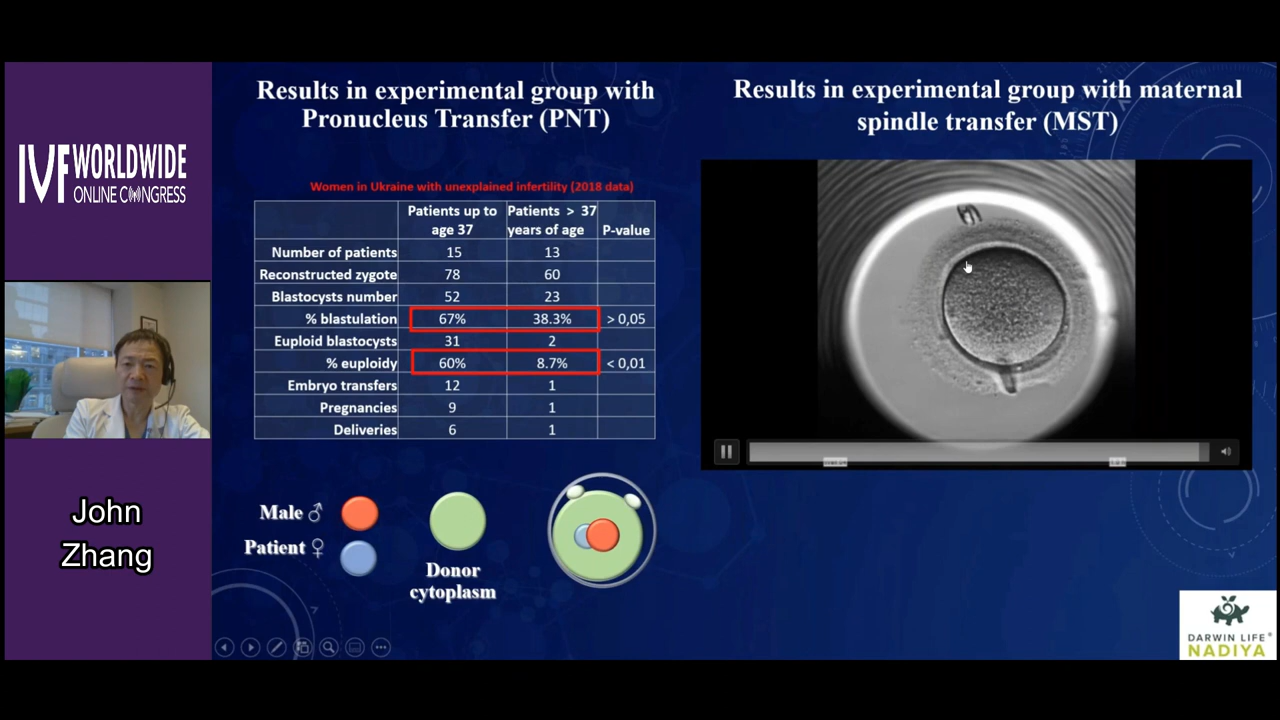 IVF WORLDWIDE
ONLINE CONGRESS
John
Zhang
Results in experimental group with
Pronucleus Transfer (PNT)
Women in Ukraine with unexplained infertility (2018 data)
Patients up to age 37 Patients > 37 years of age P-value
Number of patients 15 13
Reconstructed zygote 78 60
Blastocysts number 52 23
% blastulation 67% 38.3% > 0,05
Euploid blastocysts 31 2
% euploidy 60% 8.7% < 0,01
Embryo transfers 12 1
Pregnancies 9 1
Deliveries 6 1
Male ♂
Patient ♀
Donor
cytoplasm
Results in experimental group with maternal
spindle transfer (MST)
DARWIN LIFE®
NADIYA